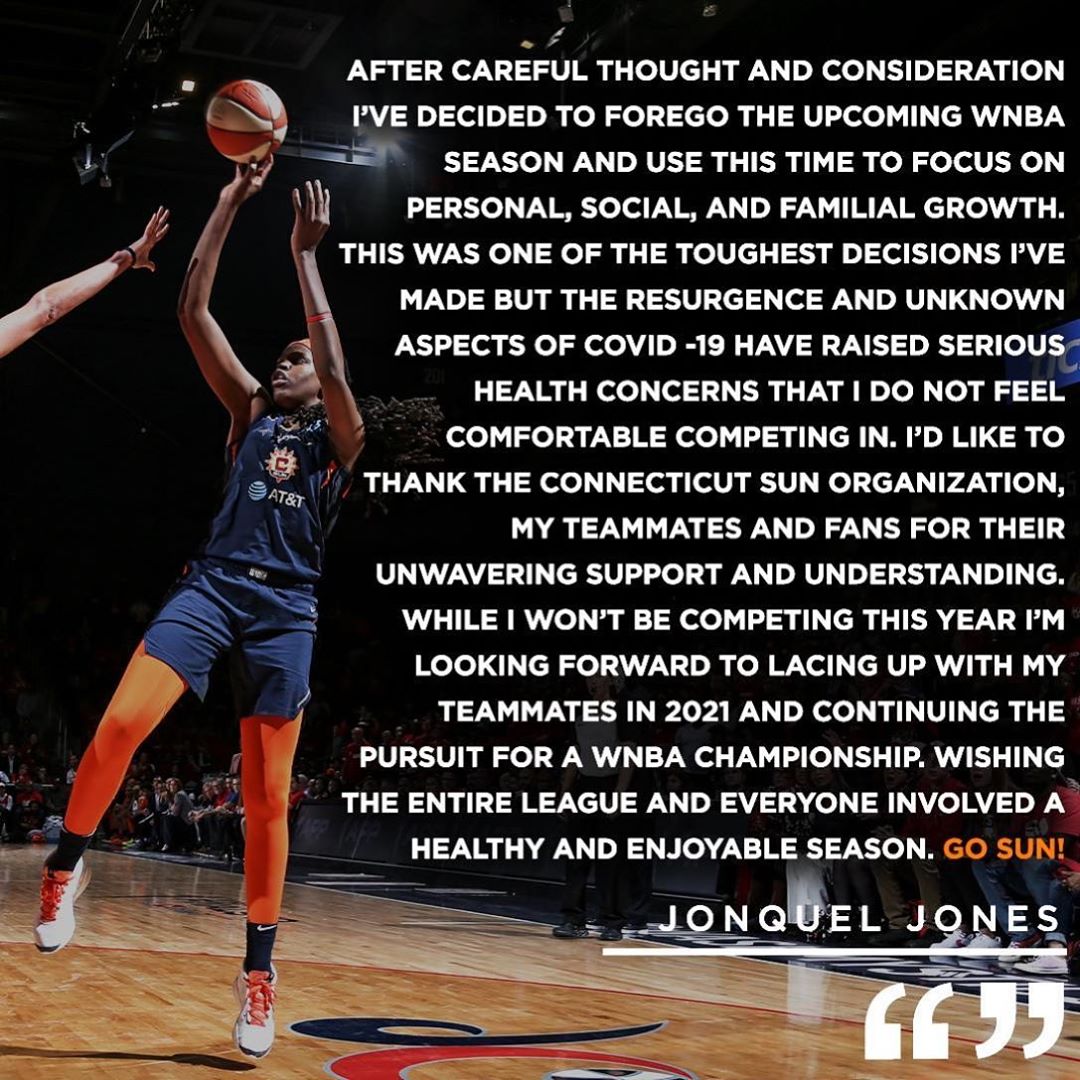 AFTER CAREFUL THOUGHT AND CONSIDERATION
I'VE DECIDED TO FOREGO THE UPCOMING WNBA
SEASON AND USE THIS TIME TO FOCUS ON
PERSONAL, SOCIAL, AND FAMILIAL GROWTH.
THIS WAS ONE OF THE TOUGHEST DECISIONS I'VE
MADE BUT THE RESURGENCE AND UNKNOWN
ASPECTS OF COVID -19 HAVE RAISED SERIOUS
HEALTH CONCERNS THAT I DO NOT FEEL
COMFORTABLE COMPETING IN. I'D LIKE TO
THANK THE CONNECTICUT SUN ORGANIZATION,
MY TEAMMATES AND FANS FOR THEIR
UNWAVERING SUPPORT AND UNDERSTANDING.
WHILE I WON'T BE COMPETING THIS YEAR I'M
LOOKING FORWARD TO LACING UP WITH MY
TEAMMATES IN 2021 AND CONTINUING THE
PURSUIT FOR A WNBA CHAMPIONSHIP. WISHING
THE ENTIRE LEAGUE AND EVERYONE INVOLVED A
HEALTHY AND ENJOYABLE SEASON. GO SUN!
JONQUEL JONES
“”
C
AT&T
201